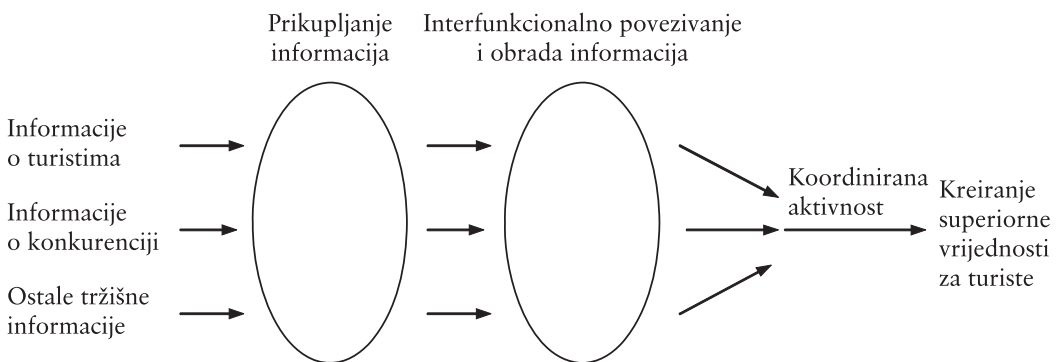 Prikupljanje
informacija
Interfunkcionalno povezivanje
i obrada informacija
Informacije
o turistima
Informacije
o konkurenciji
Ostale tržišne
informacije
Koordinirana
aktivnost
Kreiranje
superiorne
vrijednosti
za turiste